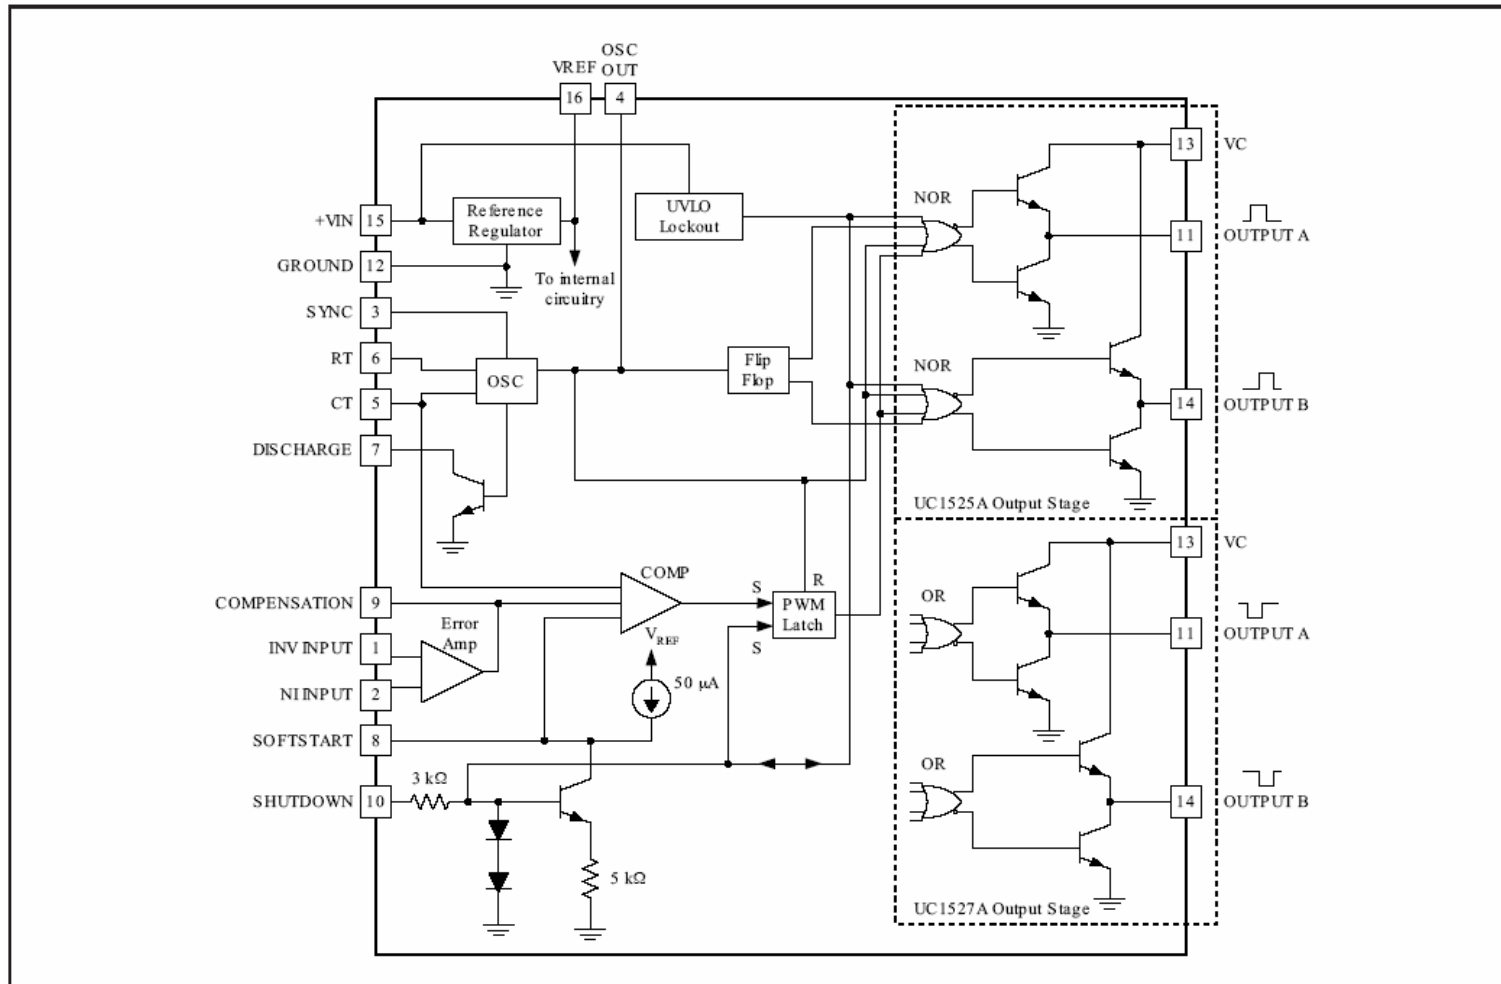 OSC
VREF OUT
16 4
13 VC
NOR
+VIN 15 Reference
Regulator
UVLO
Lockout
11 OUTPUT A
GROUND 12
To internal
circuitry
SYNC 3
RT 6
OSC
Flip
Flop
NOR
CT 5
14 OUTPUT B
DISCHARGE 7
UC1525A Output Stage
13 VC
COMP
S R
OR
COMPENSATION 9
PWM
Latch
Error
Amp
VREF
S
11 OUTPUT A
INV INPUT 1
50 μA
NI INPUT 2
SOFTSTART 8
OR
3 kΩ
SHUTDOWN 10
14 OUTPUT B
5 kΩ
UC1527A Output Stage